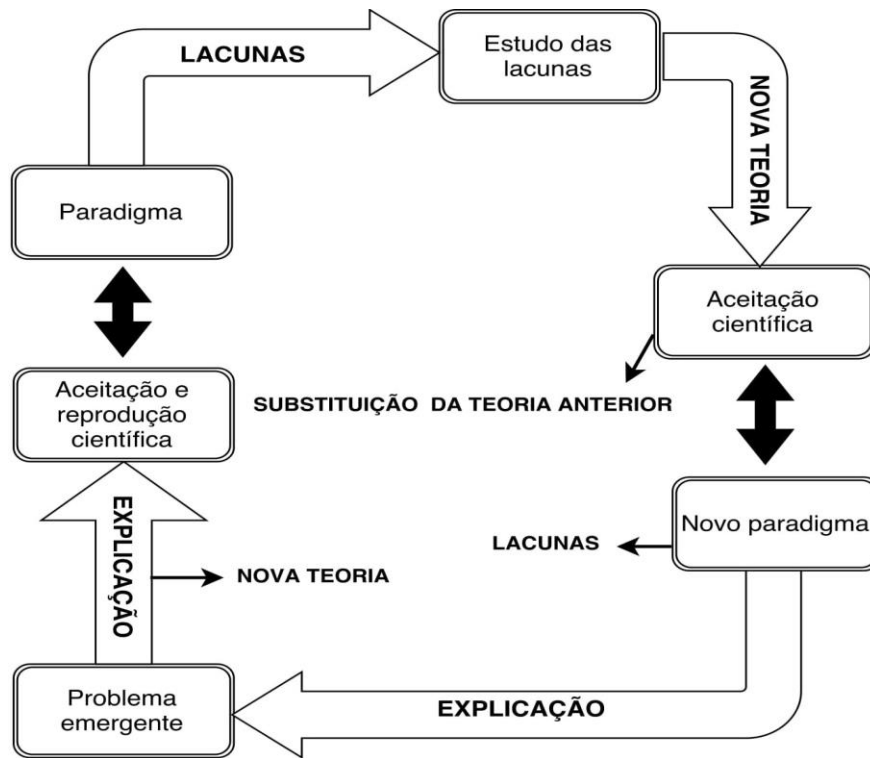 LACUNAS
Estudo das
lacunas
NOVA TEORIA
Paradigma
Aceitação
científica
Aceitação e
reprodução
científica
SUBSTITUIÇÃO DA TEORIA ANTERIOR
EXPLICAÇÃO
Novo paradigma
LACUNAS
NOVA TEORIA
Problema
emergente
EXPLICAÇÃO